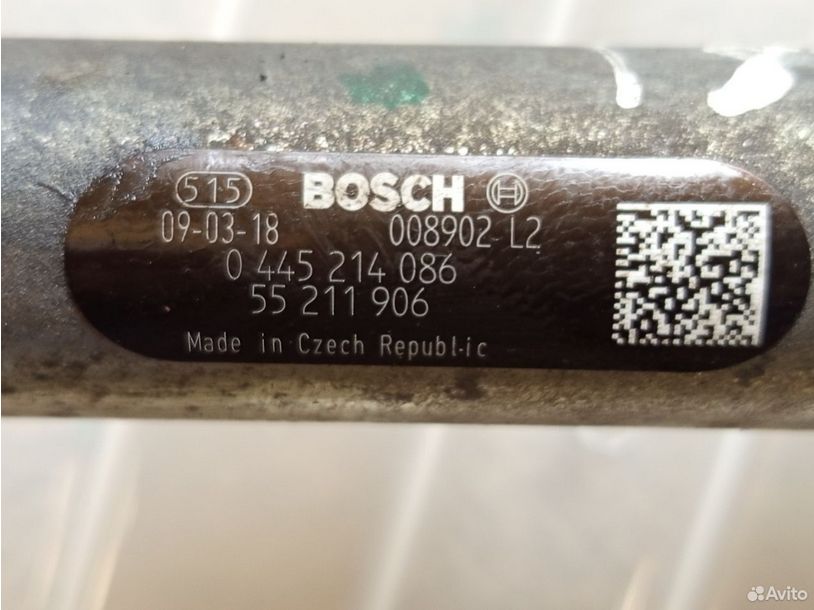 515 BOSCH
09-03-18 008902 L2
0 445 214 086
55 211 906
Made in Czech Republic
Avito